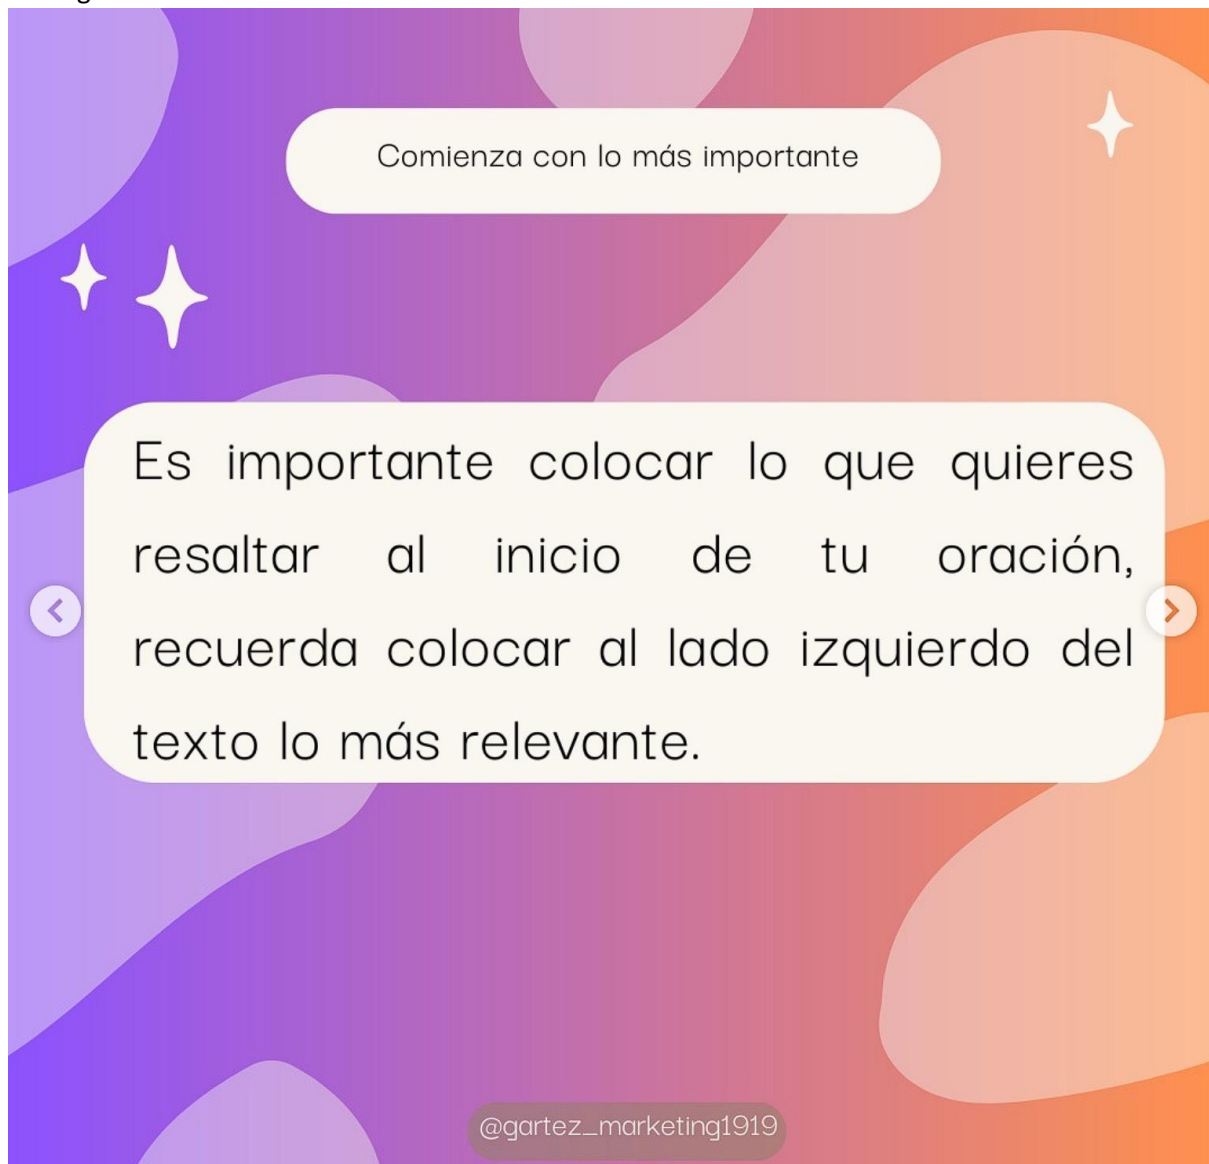 Comienza con lo más importante
Es importante colocar lo que quieres
resaltar al inicio de tu oración,
recuerda colocar al lado izquierdo del
texto lo más relevante.
@gartez_marketing1919